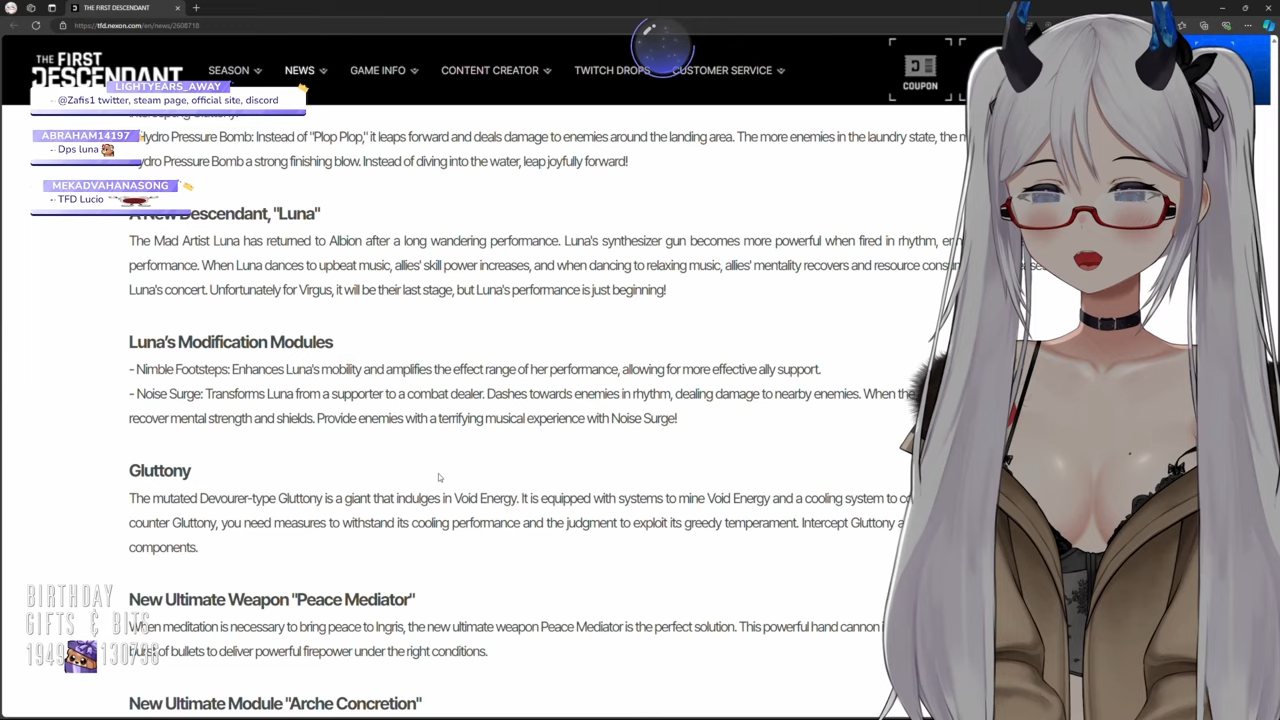 THE FIRST DESCENDANT
https://tfd.nexon.com/en/news/2508718
THE FIRST
DESCENDANT
SEASON
NEWS
GAME INFO
CONTENT CREATOR
TWITCH DROPS
CUSTOMER SERVICE
COUPON
LIGHTYEARS_AWAY
@Zafis1 twitter, steam page, official site, discord
ABRAHAM14197
Dps luna
MEKADVAHANASONG
TFD Lucio
Hydro Pressure Bomb: Instead of "Plop Plop," it leaps forward and deals damage to enemies around the landing area. The more enemies in the laundry state, the
Hydro Pressure Bomb a strong finishing blow. Instead of diving into the water, leap joyfully forward!
A New Descendant, "Luna"
The Mad Artist Luna has returned to Albion after a long wandering performance. Luna's synthesizer gun becomes more powerful when fired in rhythm,
performance. When Luna dances to upbeat music, allies' skill power increases, and when dancing to relaxing music, allies' mentality recovers and resource
Luna's concert. Unfortunately for Virgus, it will be their last stage, but Luna's performance is just beginning!
Luna's Modification Modules
- Nimble Footsteps: Enhances Luna's mobility and amplifies the effect range of her performance, allowing for more effective ally support.
- Noise Surge: Transforms Luna from a supporter to a combat dealer. Dashes towards enemies in rhythm, dealing damage to nearby enemies. When the
recover mental strength and shields. Provide enemies with a terrifying musical experience with Noise Surge!
Gluttony
The mutated Devourer-type Gluttony is a giant that indulges in Void Energy. It is equipped with systems to mine Void Energy and a cooling system to
counter Gluttony, you need measures to withstand its cooling performance and the judgment to exploit its greedy temperament. Intercept Gluttony
components.
New Ultimate Weapon "Peace Mediator"
When meditation is necessary to bring peace to Ingris, the new ultimate weapon Peace Mediator is the perfect solution. This powerful hand cannon
burst of bullets to deliver powerful firepower under the right conditions.
New Ultimate Module "Arche Concretion"
BIRTHDAY
GIFTS & BITS
1949 130796